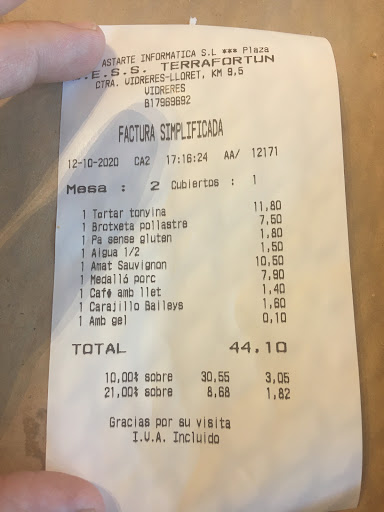 ASTARTE INFORMATICA S.L *** Plaza
.E.S.S. TERRAFORTUN
CTRA. VIDRERES-LLORET, KM 9,5
VIDRERES
B17969692
FACTURA SIMPLIFICADA
12-10-2020 CA2 17:16:24 AA/ 12171
Mesa : 2 Cubiertos : 1
1 Tartar tonyina 11,80
1 Brotxeta pollastre 7,50
1 Pa sense gluten 1,80
1 Aigua 1/2 1,50
1 Amat Sauvignon 10,50
1 Medalló porc 7,90
1 Cafe amb llet 1,40
1 Carajillo Baileys 1,60
1 Amb gel 0,10
TOTAL 44,10
10,00% sobre 30,55 3,05
21,00% sobre 8,68 1,82
Gracias por su visita
I.V.A. Incluido